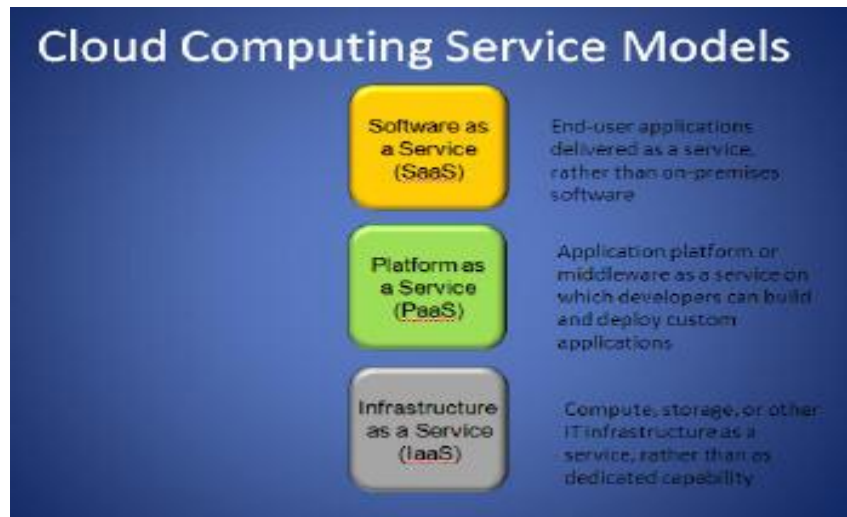 Cloud Computing Service Models
Software as
a Service
(SaaS)
End-user applications
delivered as a service,
rather than on-premises
software
Platform as
a Service
(PaaS)
Application platform or
middleware as a service on
which developers can build
and deploy custom
applications
Infrastructure
as a Service
(IaaS)
Compute, storage, or other
IT infrastructure as a
service, rather than as
dedicated capability